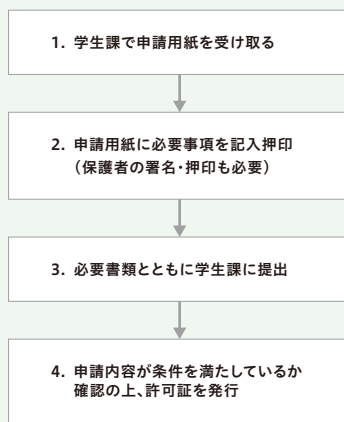 1. 学生課で申請用紙を受け取る
2. 申請用紙に必要事項を記入押印
（保護者の署名・押印も必要）
3. 必要書類とともに学生課に提出
4. 申請内容が条件を満たしているか
確認の上、許可証を発行